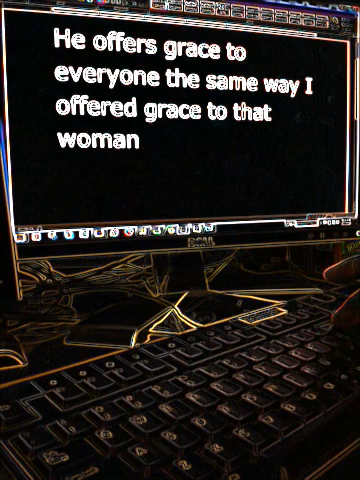 He offers grace to
everyone the same way I
offered grace to that
woman